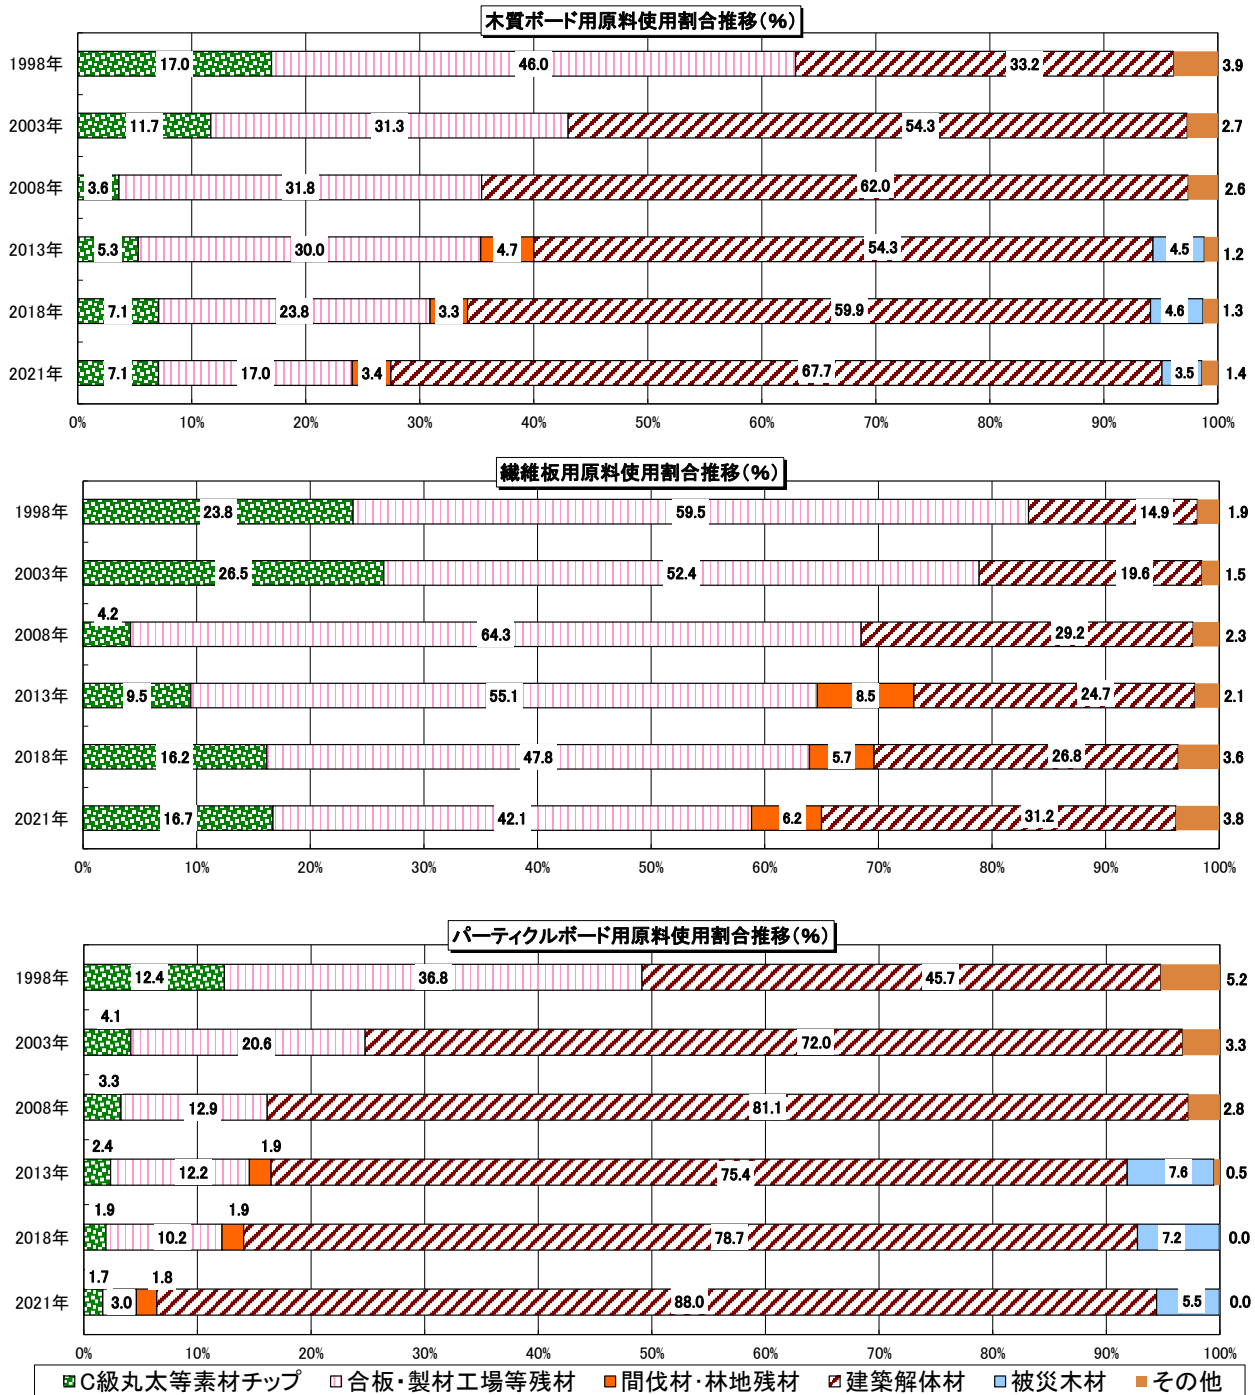 木質ボード用原料使用割合推移(%)
1998年 17.0 46.0 33.2 3.9
2003年 11.7 31.3 54.3 2.7
2008年 3.6 31.8 62.0 2.6
2013年 5.3 30.0 4.7 54.3 4.5 1.2
2018年 7.1 23.8 3.3 59.9 4.6 1.3
2021年 7.1 17.0 3.4 67.7 3.5 1.4
0% 10% 20% 30% 40% 50% 60% 70% 80% 90% 100%
繊維板用原料使用割合推移(%)
1998年 23.8 59.5 14.9 1.9
2003年 26.5 52.4 19.6 1.5
4.2
2008年 64.3 29.2 2.3
2013年 9.5 55.1 8.5 24.7 2.1
2018年 16.2 47.8 5.7 26.8 3.6
2021年 16.7 42.1 6.2 31.2 3.8
0% 10% 20% 30% 40% 50% 60% 70% 80% 90% 100%
パーティクルボード用原料使用割合推移(%)
1998年 12.4 36.8 45.7 5.2
4.1
2003年 20.6 72.0 3.3
3.3
2008年 12.9 81.1 2.8
2.4 1.9
2013年 12.2 75.4 7.6 0.5
1.9 1.9
2018年 10.2 78.7 7.2 0.0
1.7 1.8
2021年 3.0 88.0 5.5 0.0
0% 10% 20% 30% 40% 50% 60% 70% 80% 90% 100%
C級丸太等素材チップ 合板・製材工場等残材 間伐材・林地残材 建築解体材 被災木材 その他